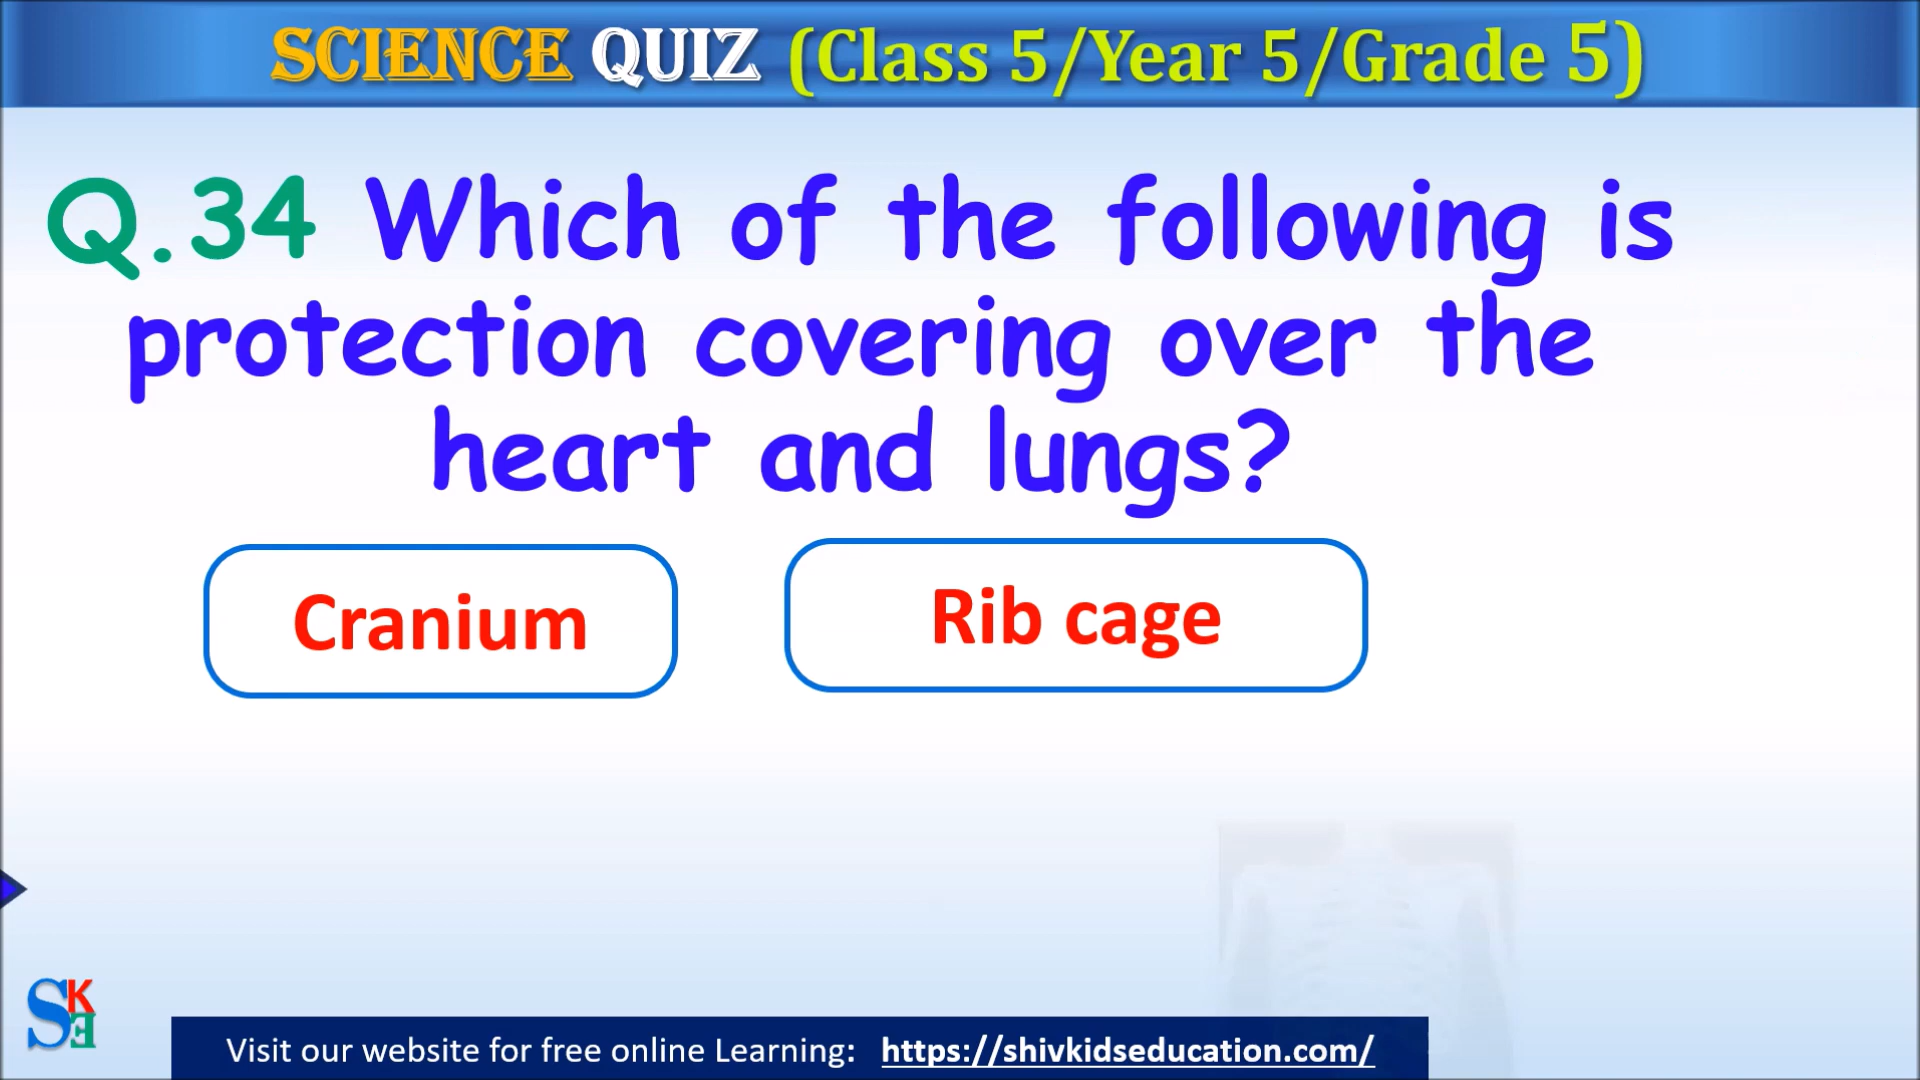 SCIENCE QUIZ (Class 5/Year 5/Grade 5)
Q.34 Which of the following is
protection covering over the
heart and lungs?
Cranium
Rib cage
SKE
Visit our website for free online Learning: https://shivkidseducation.com/